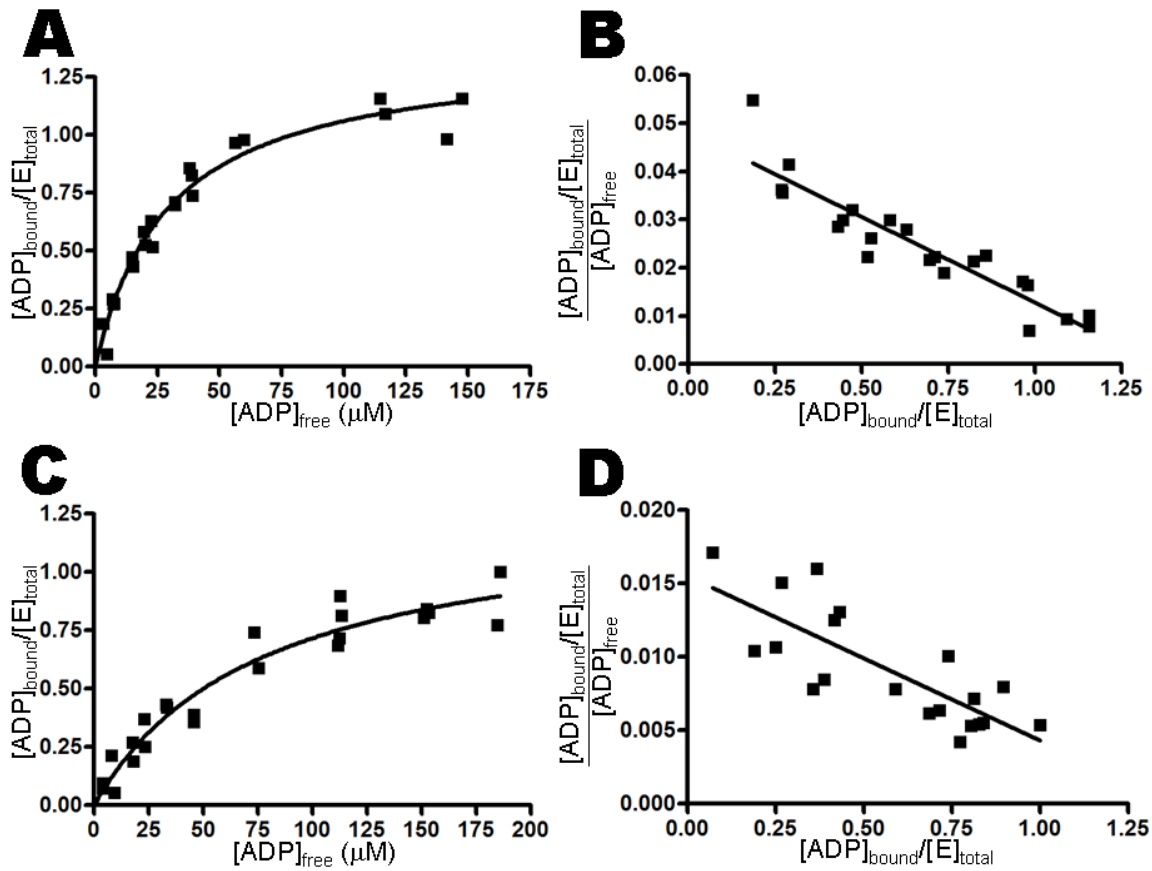 A
[ADP]bound/[E]total
1.25
1.00
0.75
0.50
0.25
0.00
0 25 50 75 100 125 150 175
[ADP]free (μM)
B
[ADP]bound/[E]total
[ADP]free
0.06
0.05
0.04
0.03
0.02
0.01
0.00
0.00 0.25 0.50 0.75 1.00 1.25
[ADP]bound/[E]total
C
[ADP]bound/[E]total
1.25
1.00
0.75
0.50
0.25
0.00
0 25 50 75 100 125 150 175 200
[ADP]free (μM)
D
[ADP]bound/[E]total
[ADP]free
0.020
0.015
0.010
0.005
0.000
0.00 0.25 0.50 0.75 1.00 1.25
[ADP]bound/[E]total